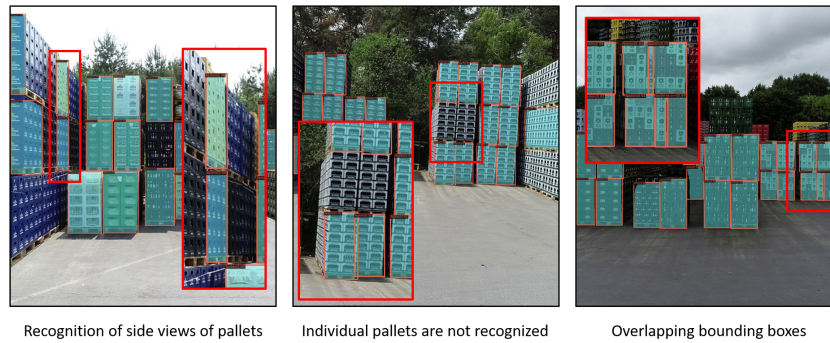 Recognition of side views of pallets
Individual pallets are not recognized
Overlapping bounding boxes